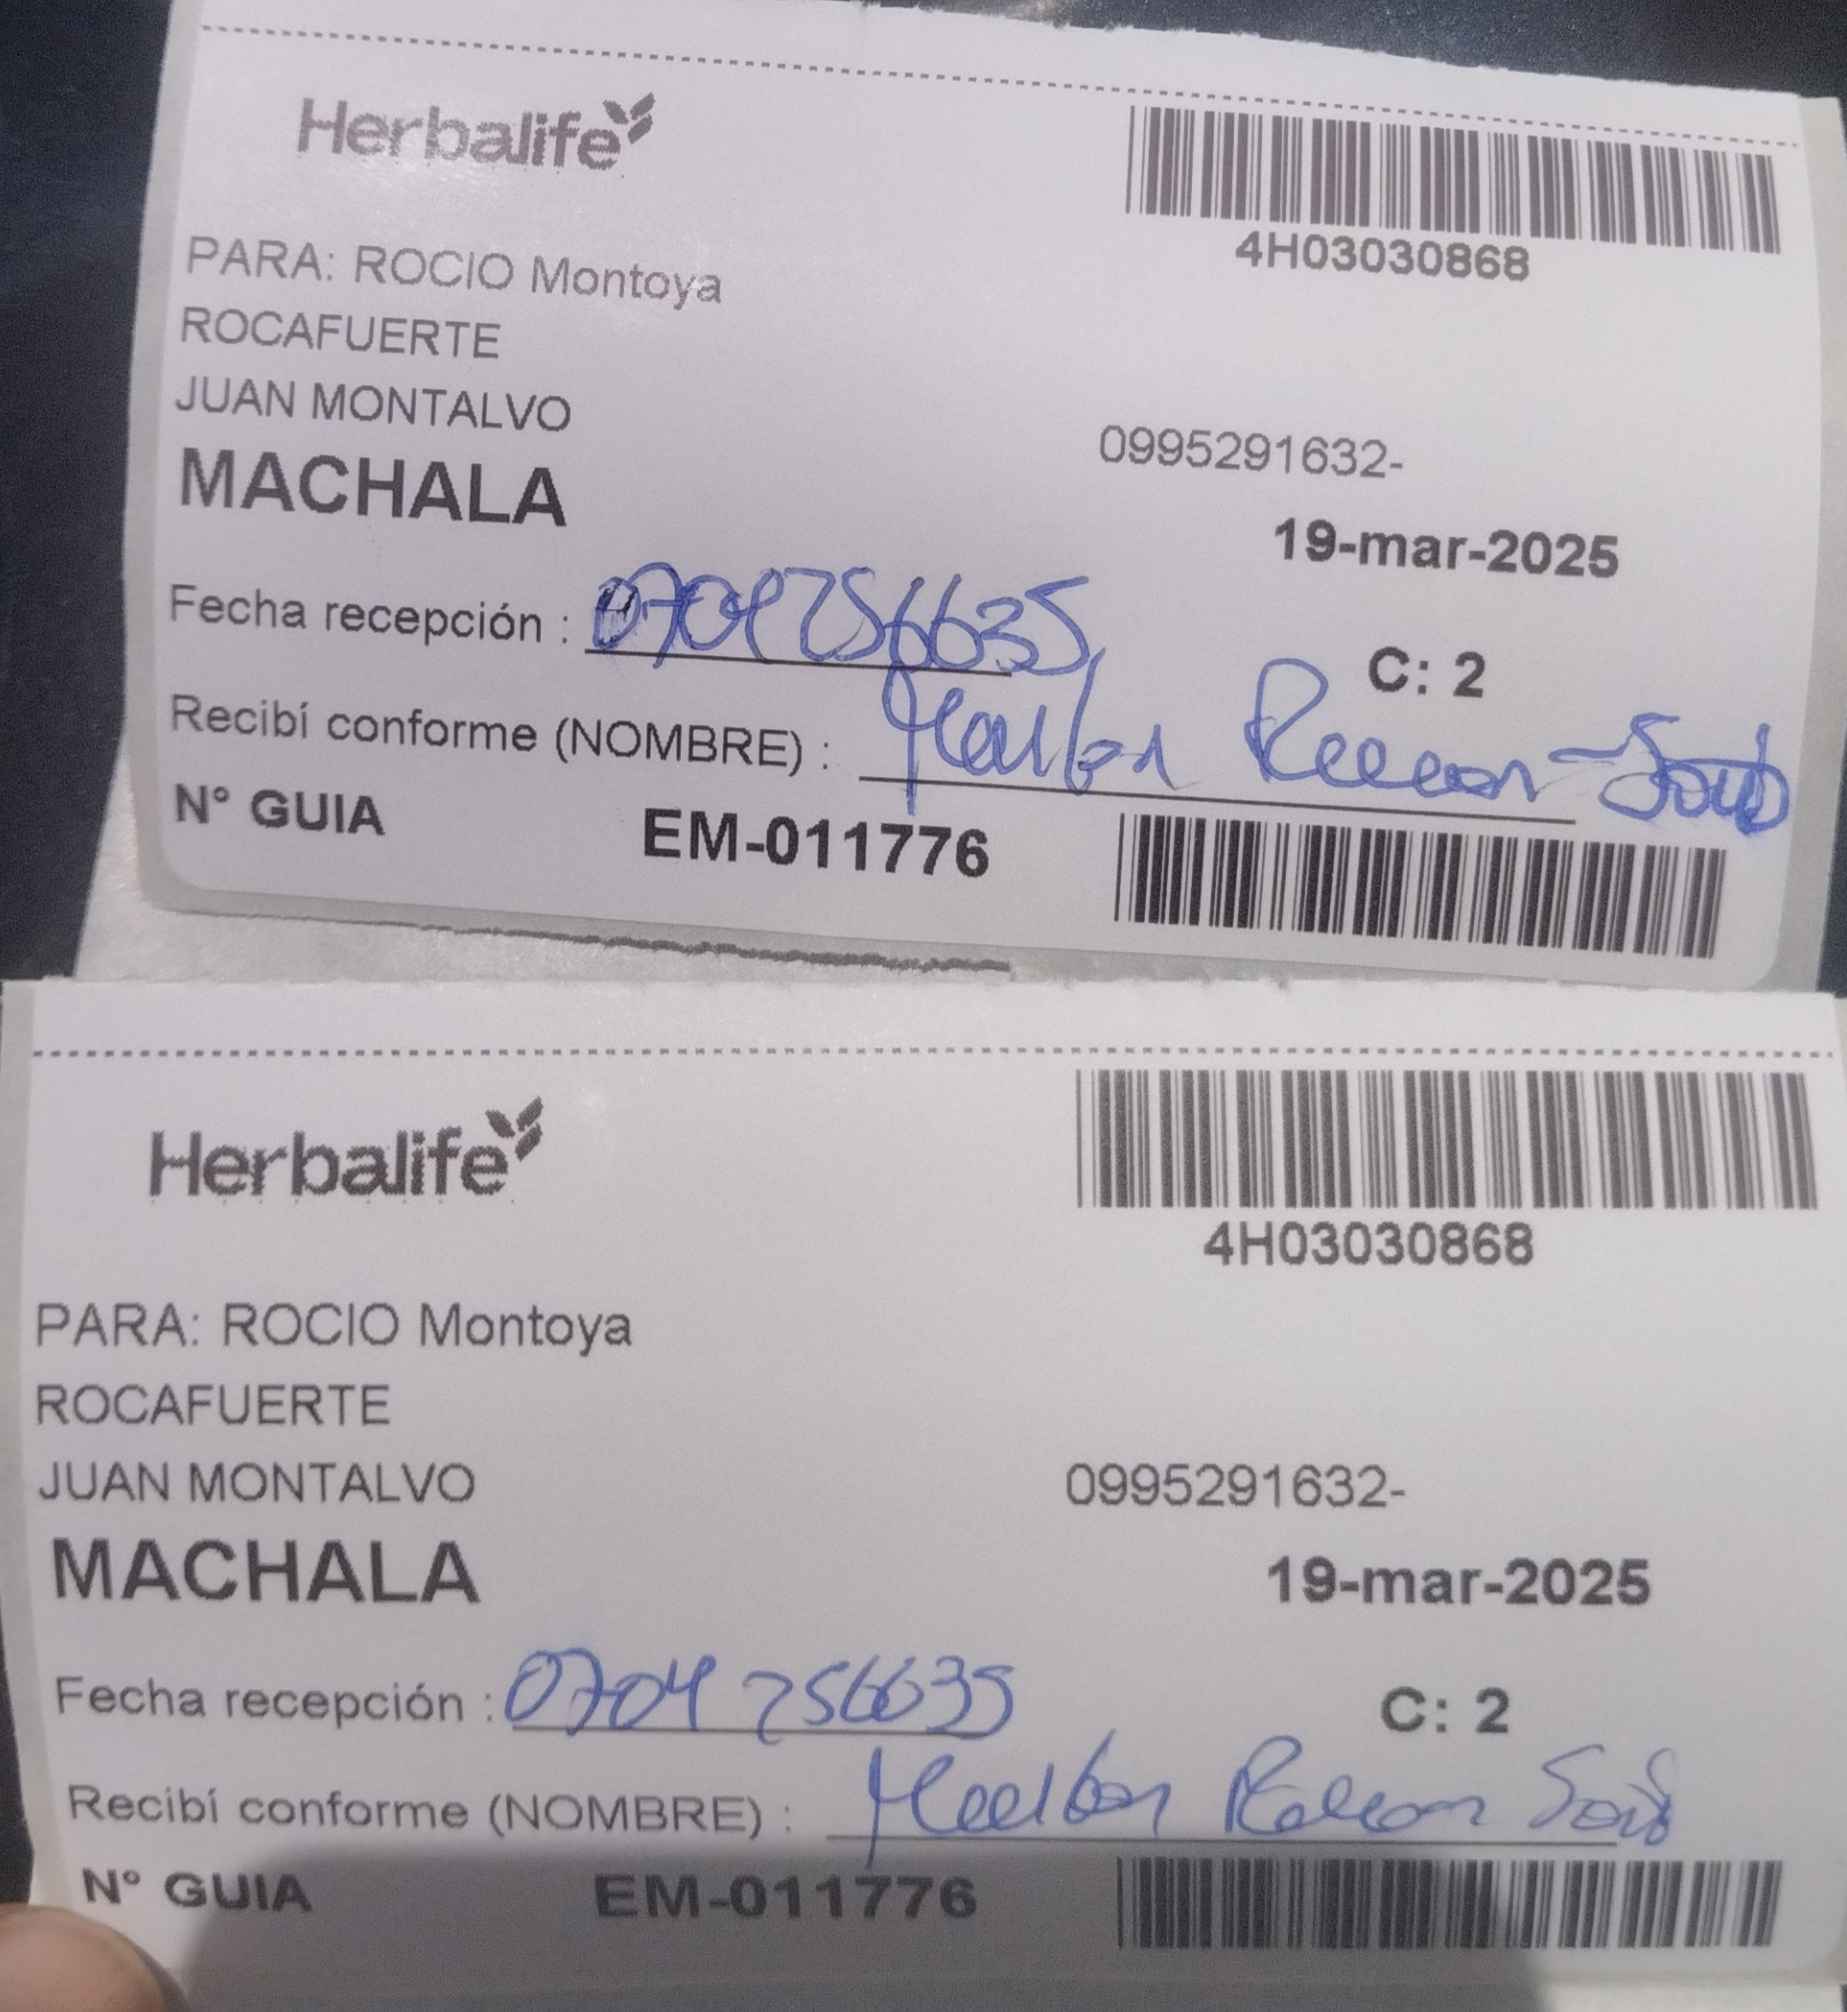 Herbalife
4H03030868
PARA: ROCIO Montoya
ROCAFUERTE
JUAN MONTALVO
0995291632-
MACHALA
19-mar-2025
Fecha recepción : 0704256635
C: 2
Recibí conforme (NOMBRE) :
N° GUIA EM-011776
Herbalife
4H03030868
PARA: ROCIO Montoya
ROCAFUERTE
JUAN MONTALVO
0995291632-
MACHALA
19-mar-2025
Fecha recepción : 0704256635
C: 2
Recibí conforme (NOMBRE) :
N° GUIA EM-011776